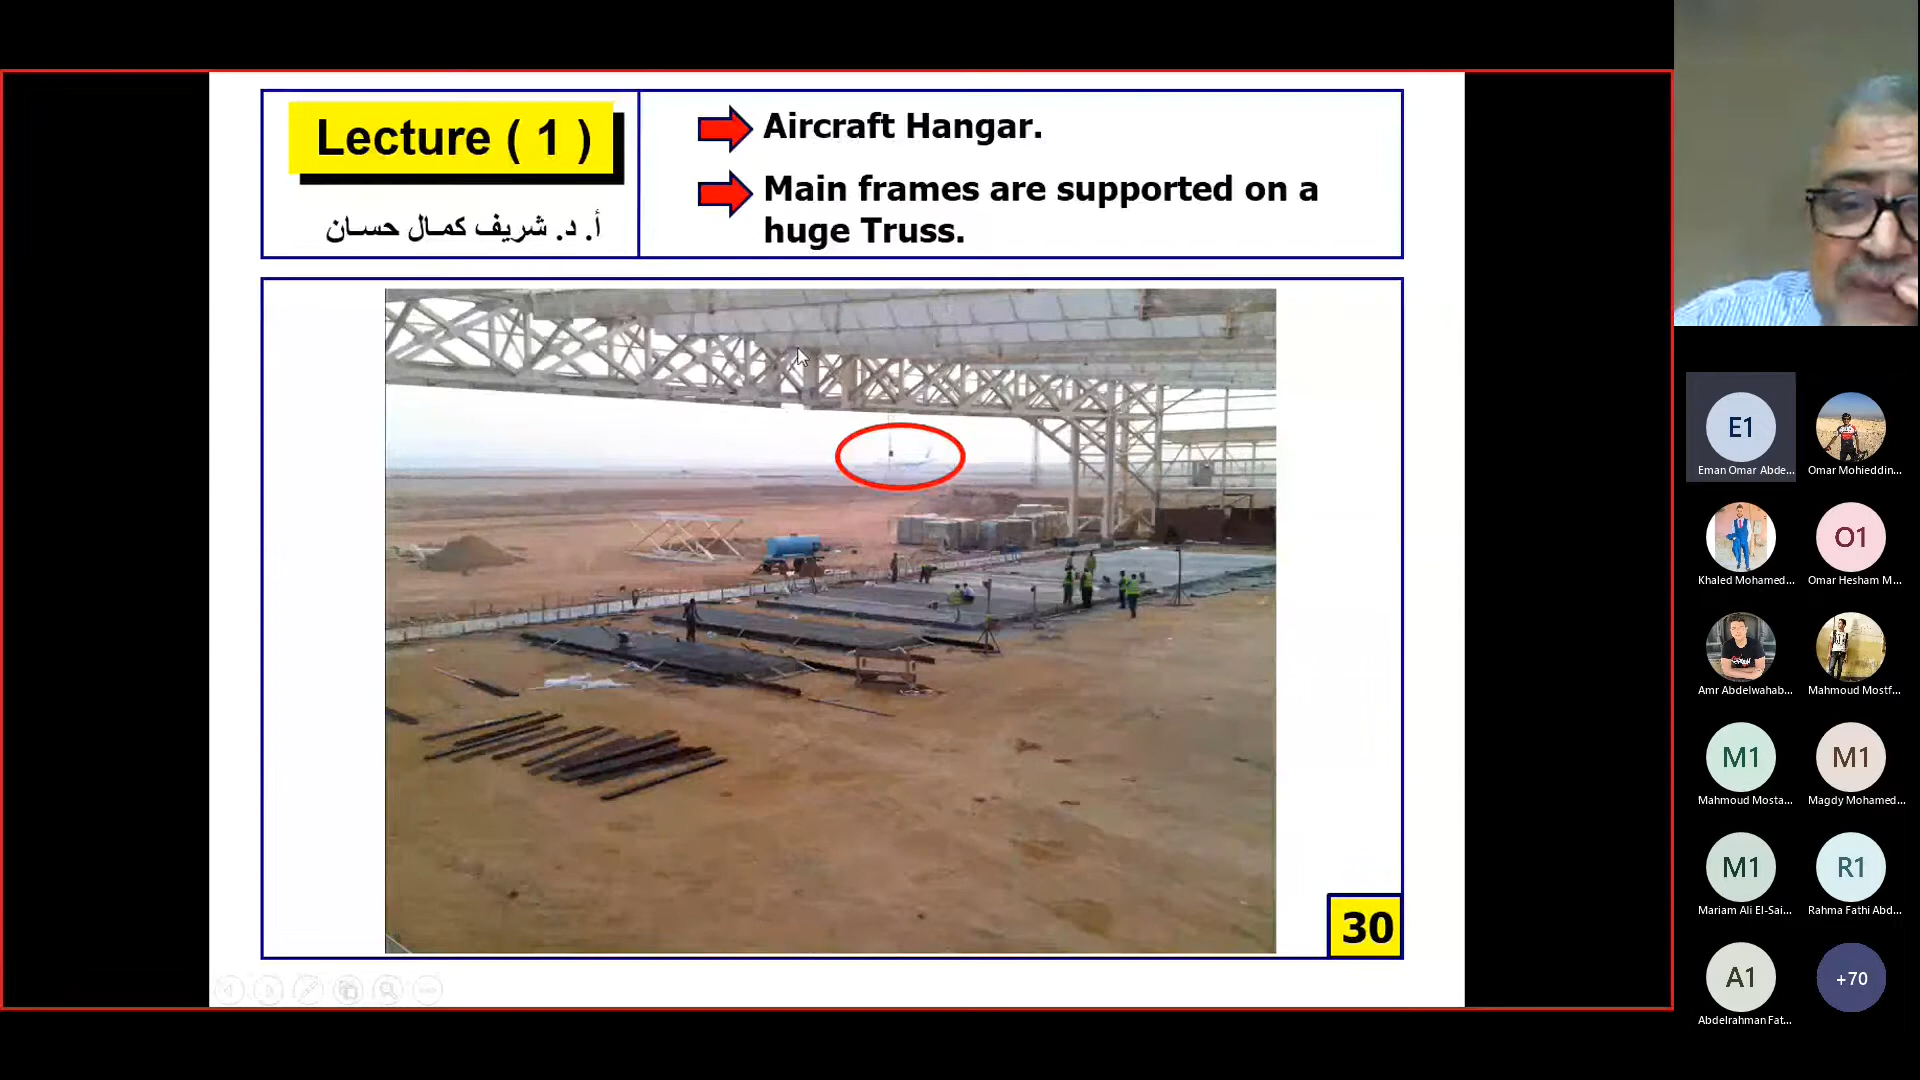 Lecture ( 1 )
أ. د. شريف كمال حسان
Aircraft Hangar.
Main frames are supported on a
huge Truss.
30
E1
Eman Omar Abde...
Omar Mohieddin...
Khaled Mohamed...
O1
Omar Hesham M...
Amr Abdelwahab...
Mahmoud Mostf...
M1
Mahmoud Mosta...
M1
Magdy Mohamed...
M1
Mariam Ali El-Sai...
R1
Rahma Fathi Abd...
A1
Abdelrahman Fat...
+70